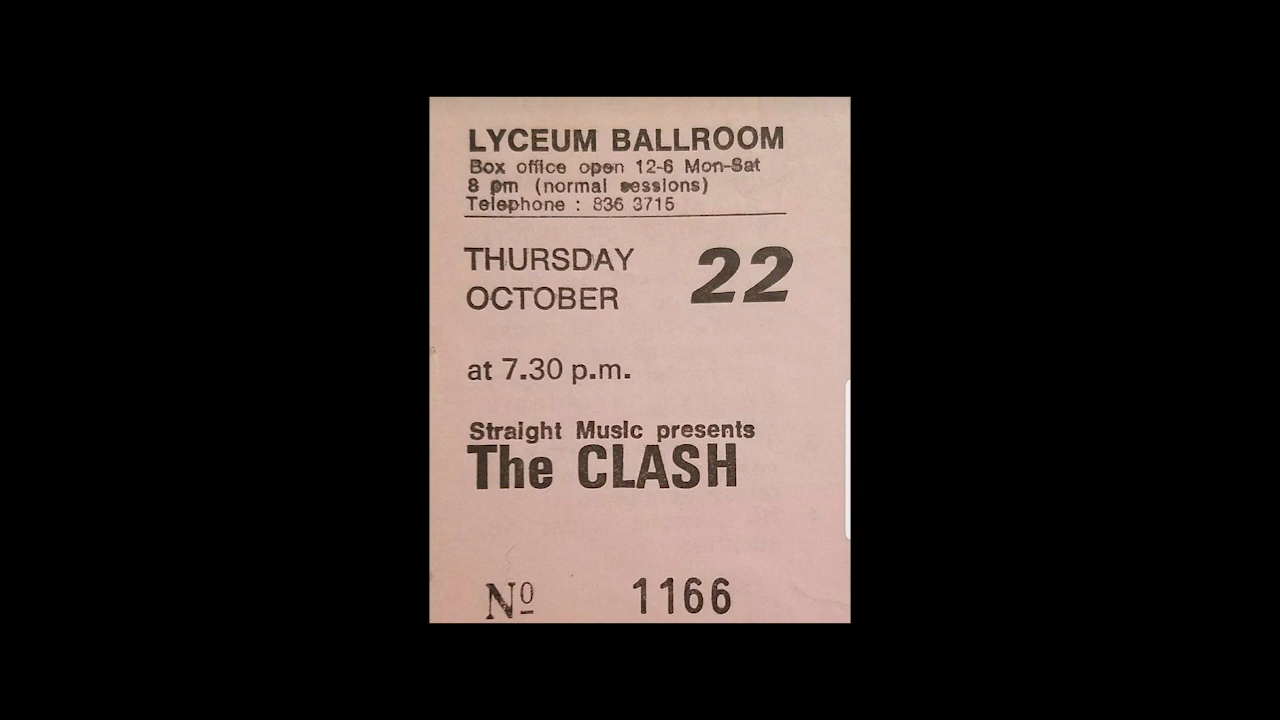 LYCEUM BALLROOM
Box office open 12-6 Mon-Sat
8 pm (normal sessions)
Telephone : 836 3715
THURSDAY
OCTOBER 22
at 7.30 p.m.
Straight Music presents
The CLASH
Nº 1166